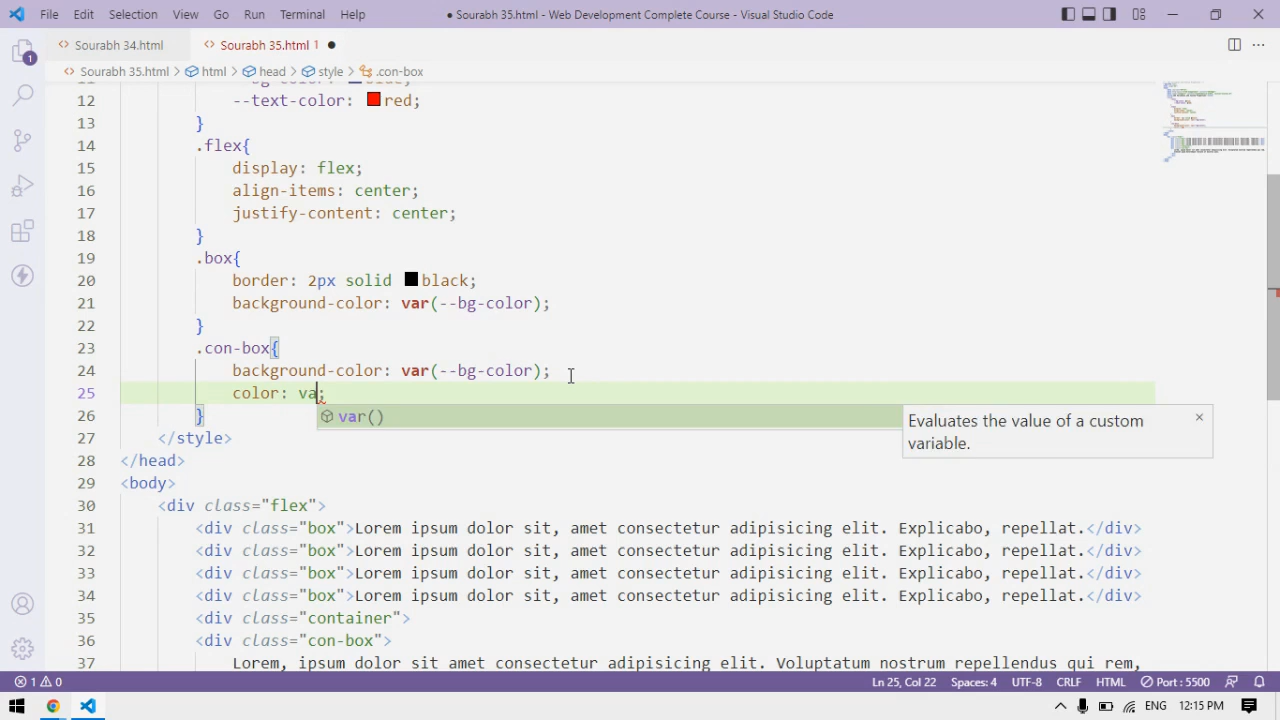 File Edit Selection View Go Run Terminal Help ● Sourabh 35.html - Web Development Complete Course - Visual Studio Code
Sourabh 34.html Sourabh 35.html 1 ●
Sourabh 35.html > html > head > style > .con-box
12 --text-color: red;
13 }
14 .flex{
15 display: flex;
16 align-items: center;
17 justify-content: center;
18 }
19 .box{
20 border: 2px solid black;
21 background-color: var(--bg-color);
22 }
23 .con-box{
24 background-color: var(--bg-color);
25 color: va;
var()
Evaluates the value of a custom
variable.
26 }
27 </style>
28 </head>
29 <body>
30 <div class="flex">
31 <div class="box">Lorem ipsum dolor sit, amet consectetur adipisicing elit. Explicabo, repellat.</div>
32 <div class="box">Lorem ipsum dolor sit, amet consectetur adipisicing elit. Explicabo, repellat.</div>
33 <div class="box">Lorem ipsum dolor sit, amet consectetur adipisicing elit. Explicabo, repellat.</div>
34 <div class="box">Lorem ipsum dolor sit, amet consectetur adipisicing elit. Explicabo, repellat.</div>
35 <div class="container">
36 <div class="con-box">
37 Lorem, ipsum dolor sit amet consectetur adipisicing elit. Voluptatum nostrum repellendus qui rem,
1 0 Ln 25, Col 22 Spaces: 4 UTF-8 CRLF HTML Port : 5500
ENG 12:15 PM